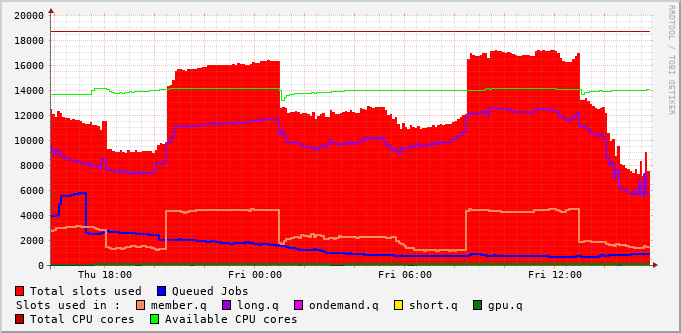 20000
18000
16000
14000
12000
10000
8000
6000
4000
2000
0
Thu 18:00 Fri 00:00 Fri 06:00 Fri 12:00
RRDTOOL / TOBI OETIKER
Total slots used Queued Jobs
Slots used in : member.q long.q ondemand.q short.q gpu.q
Total CPU cores Available CPU cores